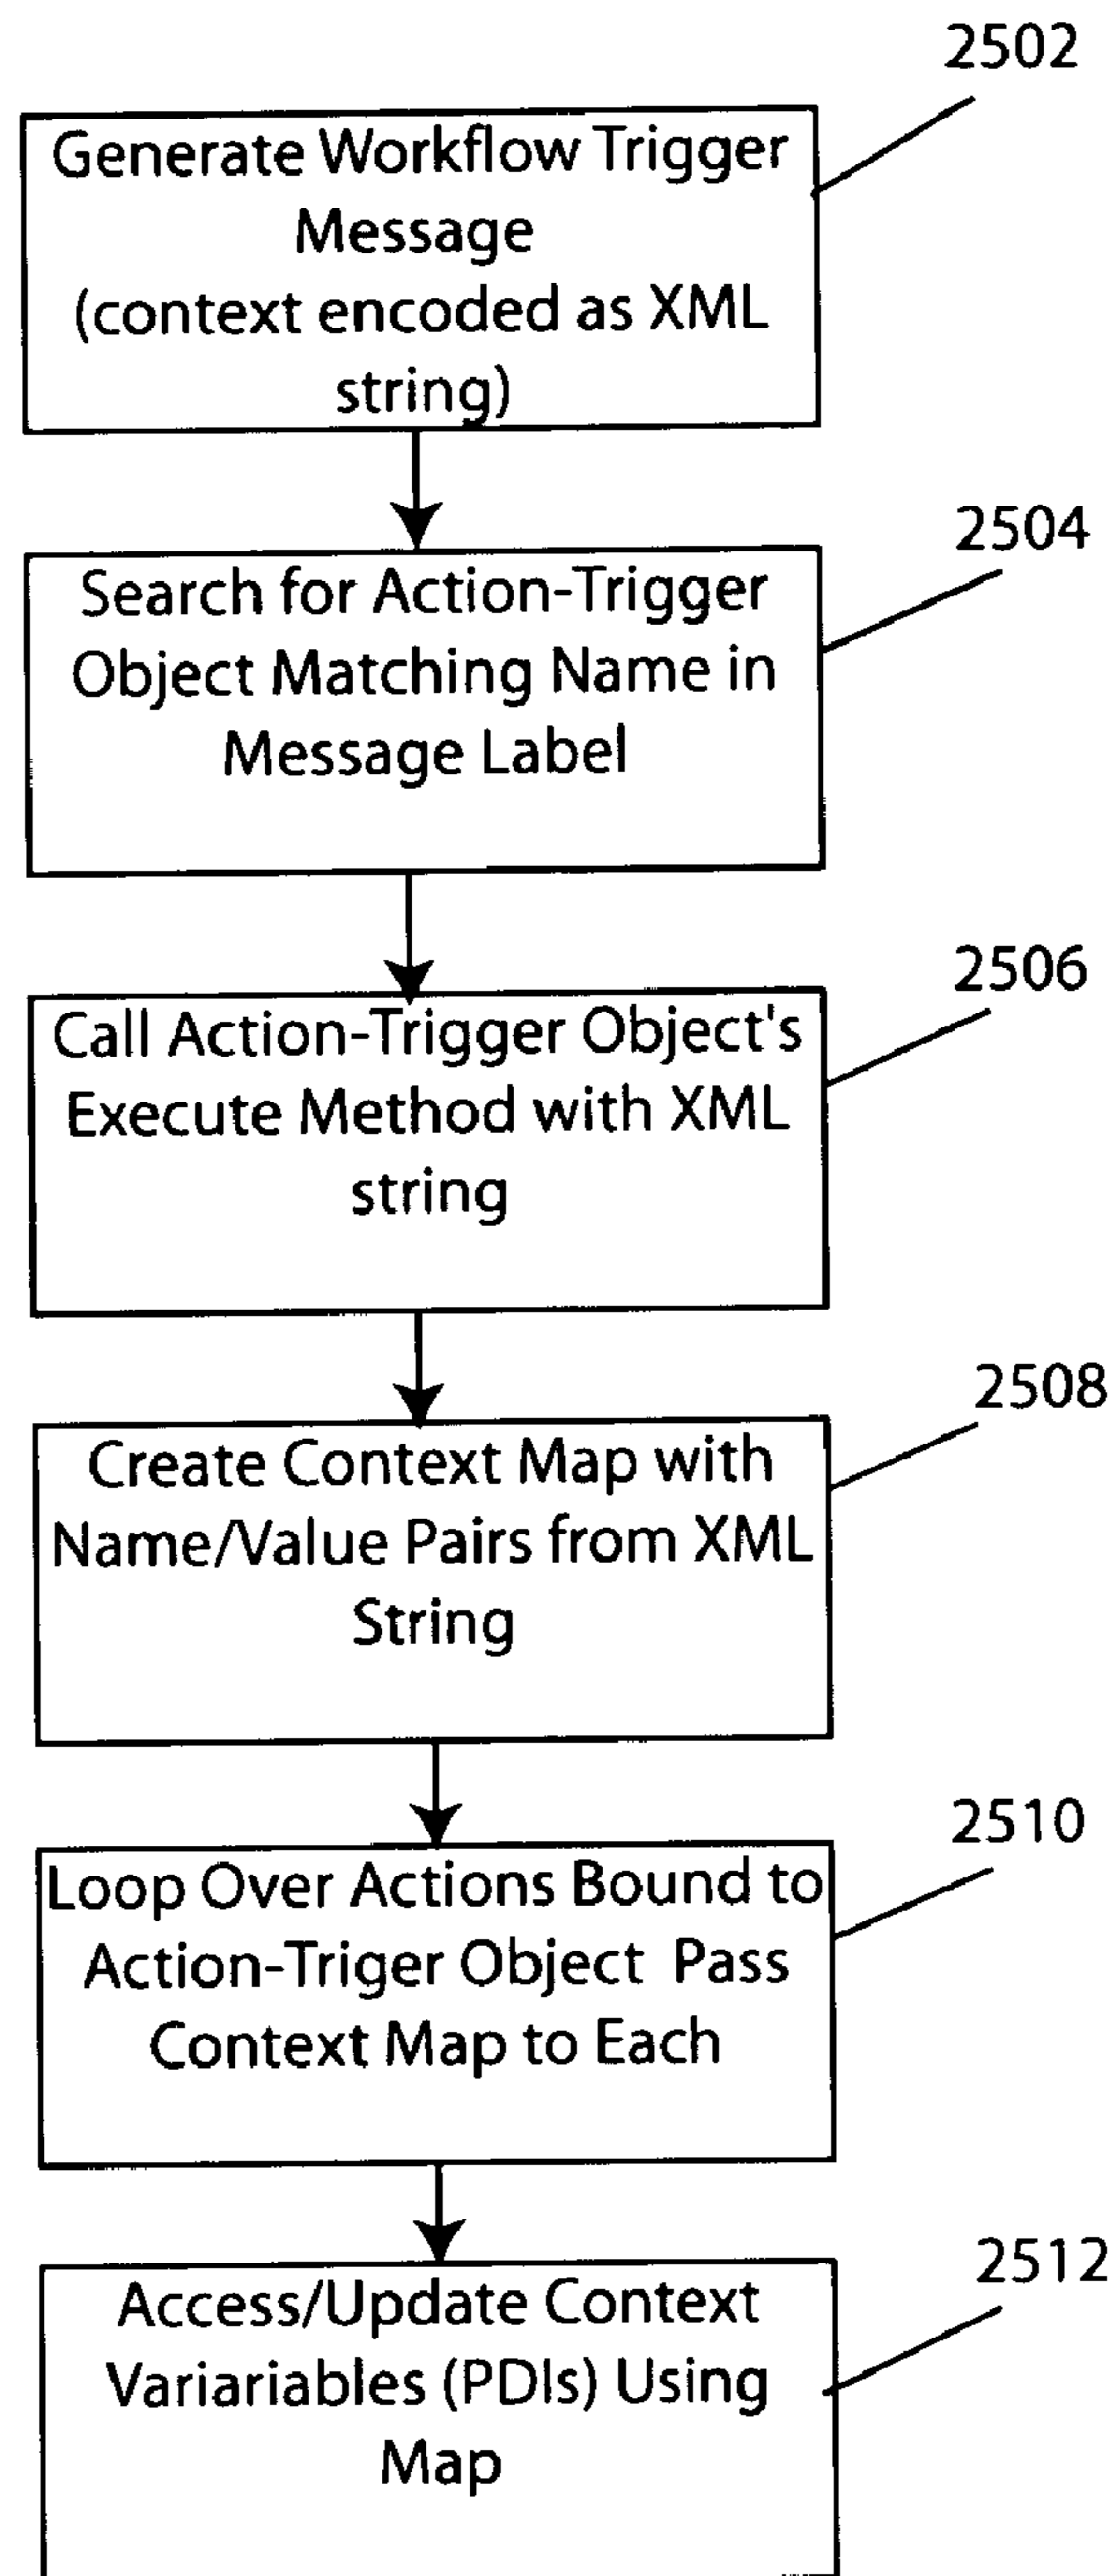 2502
Generate Workflow Trigger
Message
(context encoded as XML
string)
2504
Search for Action-Trigger
Object Matching Name in
Message Label
2506
Call Action-Trigger Object's
Execute Method with XML
string
2508
Create Context Map with
Name/Value Pairs from XML
String
2510
Loop Over Actions Bound to
Action-Triger Object Pass
Context Map to Each
2512
Access/Update Context
Variariables (PDIs) Using
Map